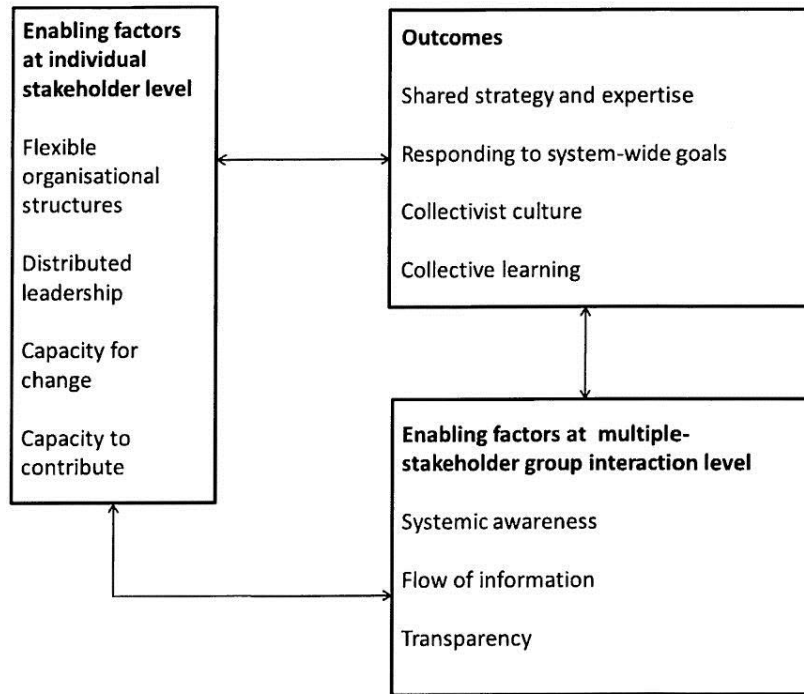 Enabling factors
at individual
stakeholder level
Flexible
organisational
structures
Distributed
leadership
Capacity for
change
Capacity to
contribute
Outcomes
Shared strategy and expertise
Responding to system-wide goals
Collectivist culture
Collective learning
Enabling factors at multiple-
stakeholder group interaction level
Systemic awareness
Flow of information
Transparency